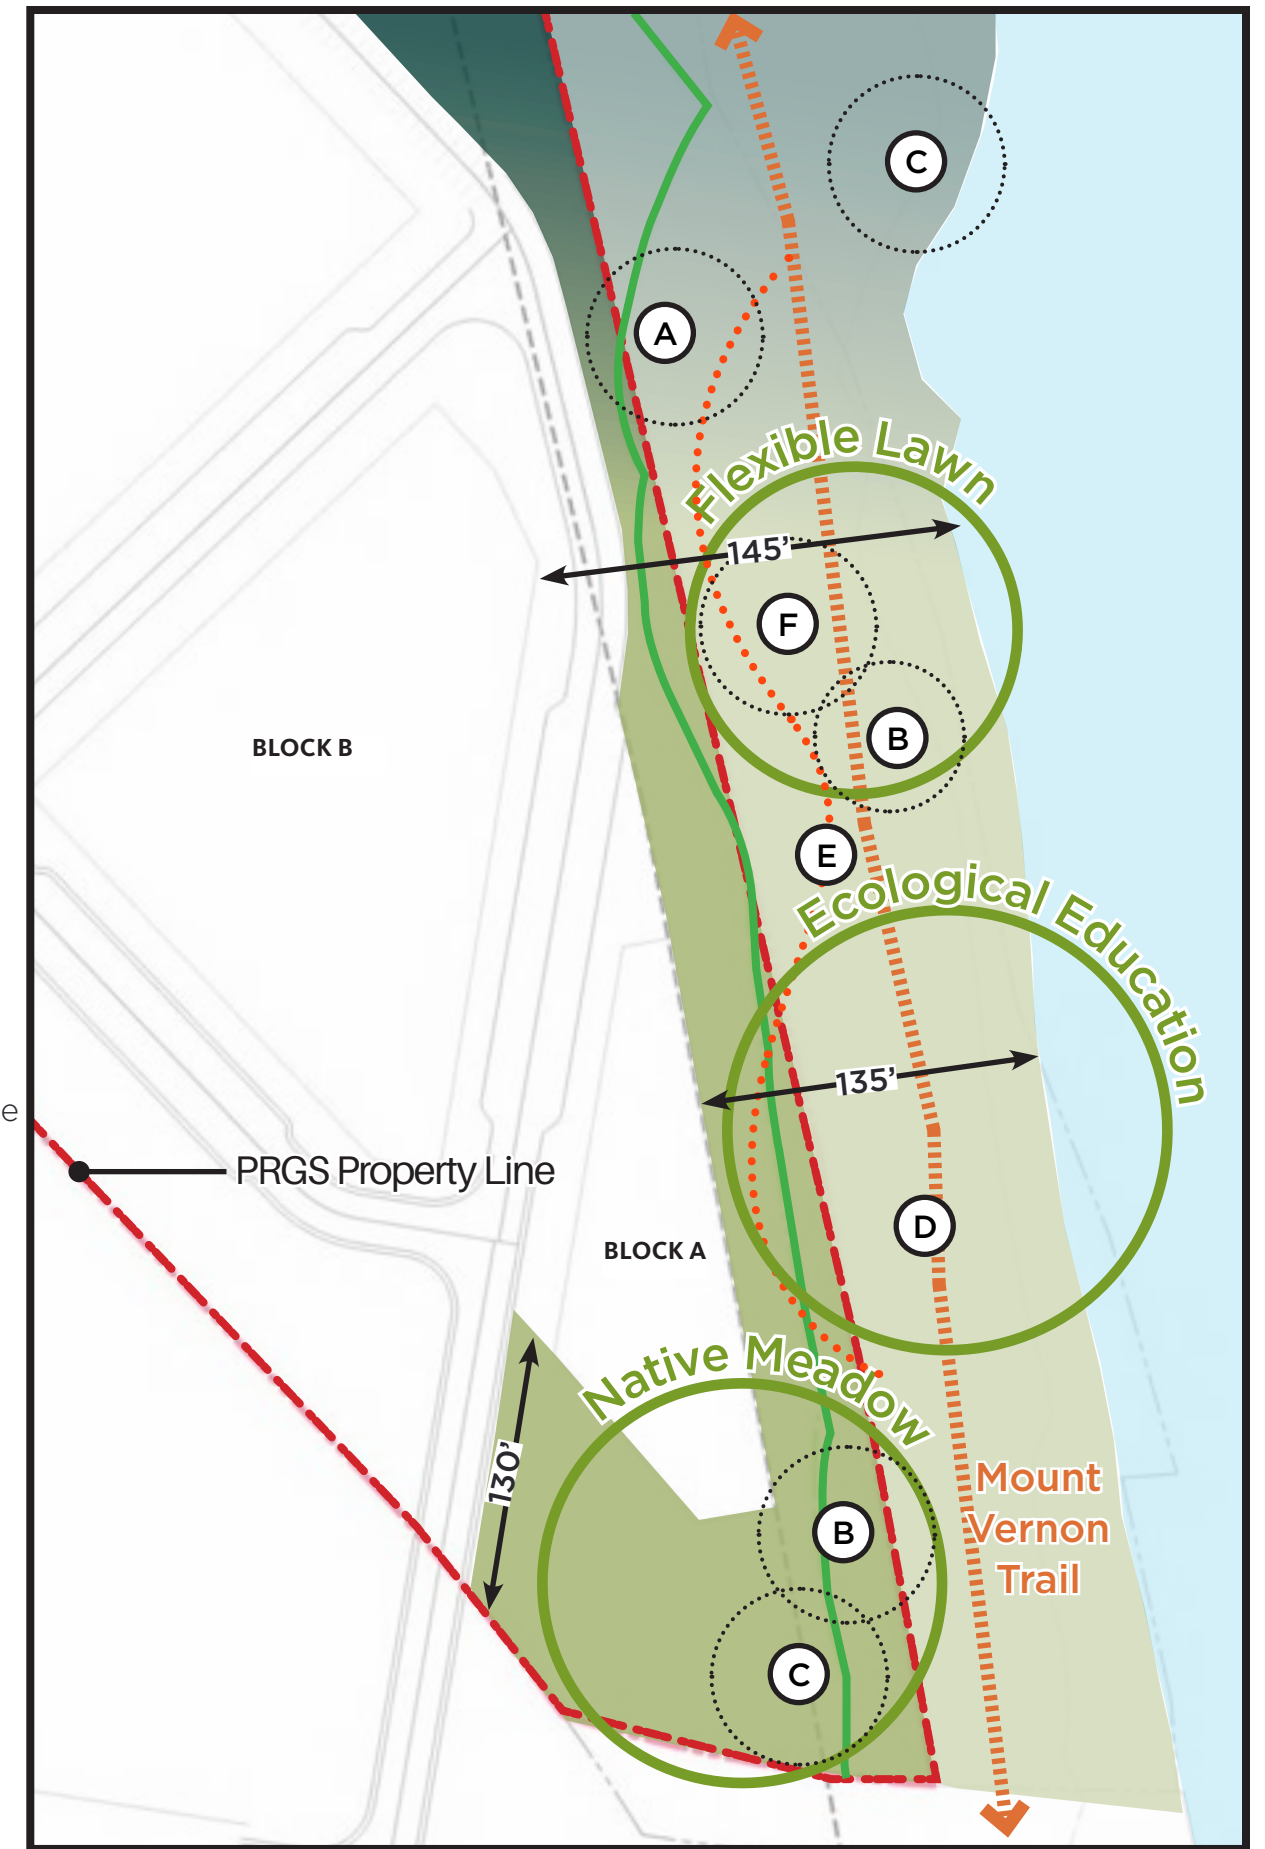 C
A
Flexible Lawn
145’
F
B
BLOCK B
E
Ecological Education
135’
e
PRGS Property Line
D
BLOCK A
Native Meadow
130’
Mount
Vernon
Trail
B
C